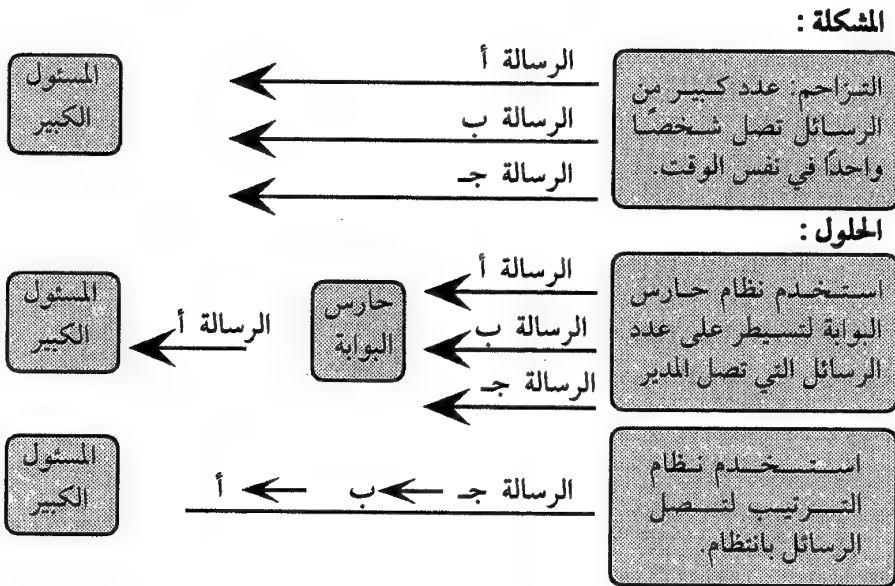 المشكلة :
التزاحم: عدد كبير من
الرسائل تصل شخصًا
واحدًا في نفس الوقت.
الرسالة أ
الرسالة ب
الرسالة جـ
المسئول
الكبير
الحلول :
استخدم نظام حارس
البوابة لتسيطر على عدد
الرسائل التي تصل المدير
الرسالة أ
الرسالة ب
الرسالة جـ
حارس
البوابة
الرسالة أ
المسئول
الكبير
استخدم نظام
الترتيب لتصل
الرسائل بانتظام.
الرسالة جـ ب أ
المسئول
الكبير